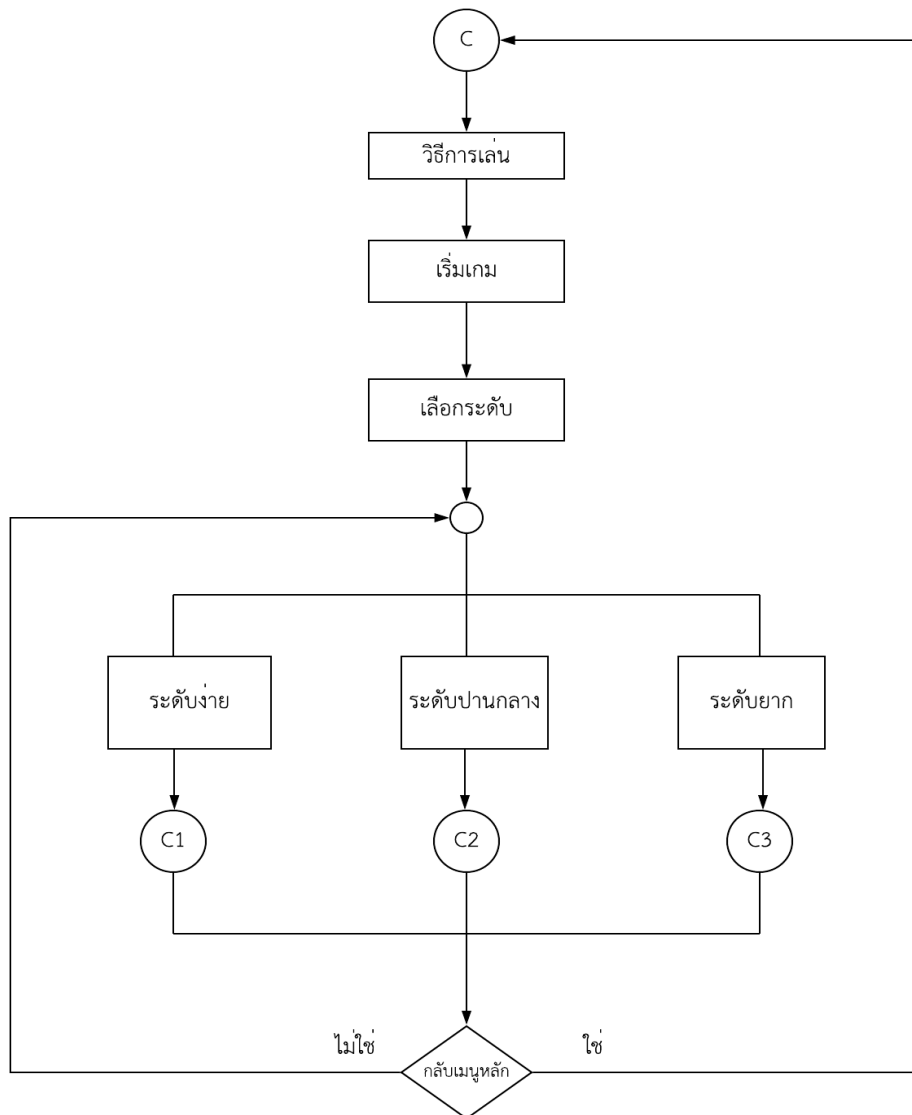 C
วิธีการเล่น
เริ่มเกม
เลือกระดับ
ระดับง่าย
ระดับปานกลาง
ระดับยาก
C1
C2
C3
ไม่ใช่
ใช่
กลับเมนูหลัก